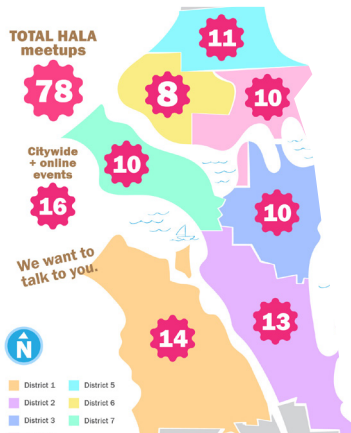 TOTAL HALA
meetups
78
Citywide
+ online
events
16
We want to
talk to you.
11
8
10
10
10
13
14
N
District 1
District 2
District 3
District 5
District 6
District 7